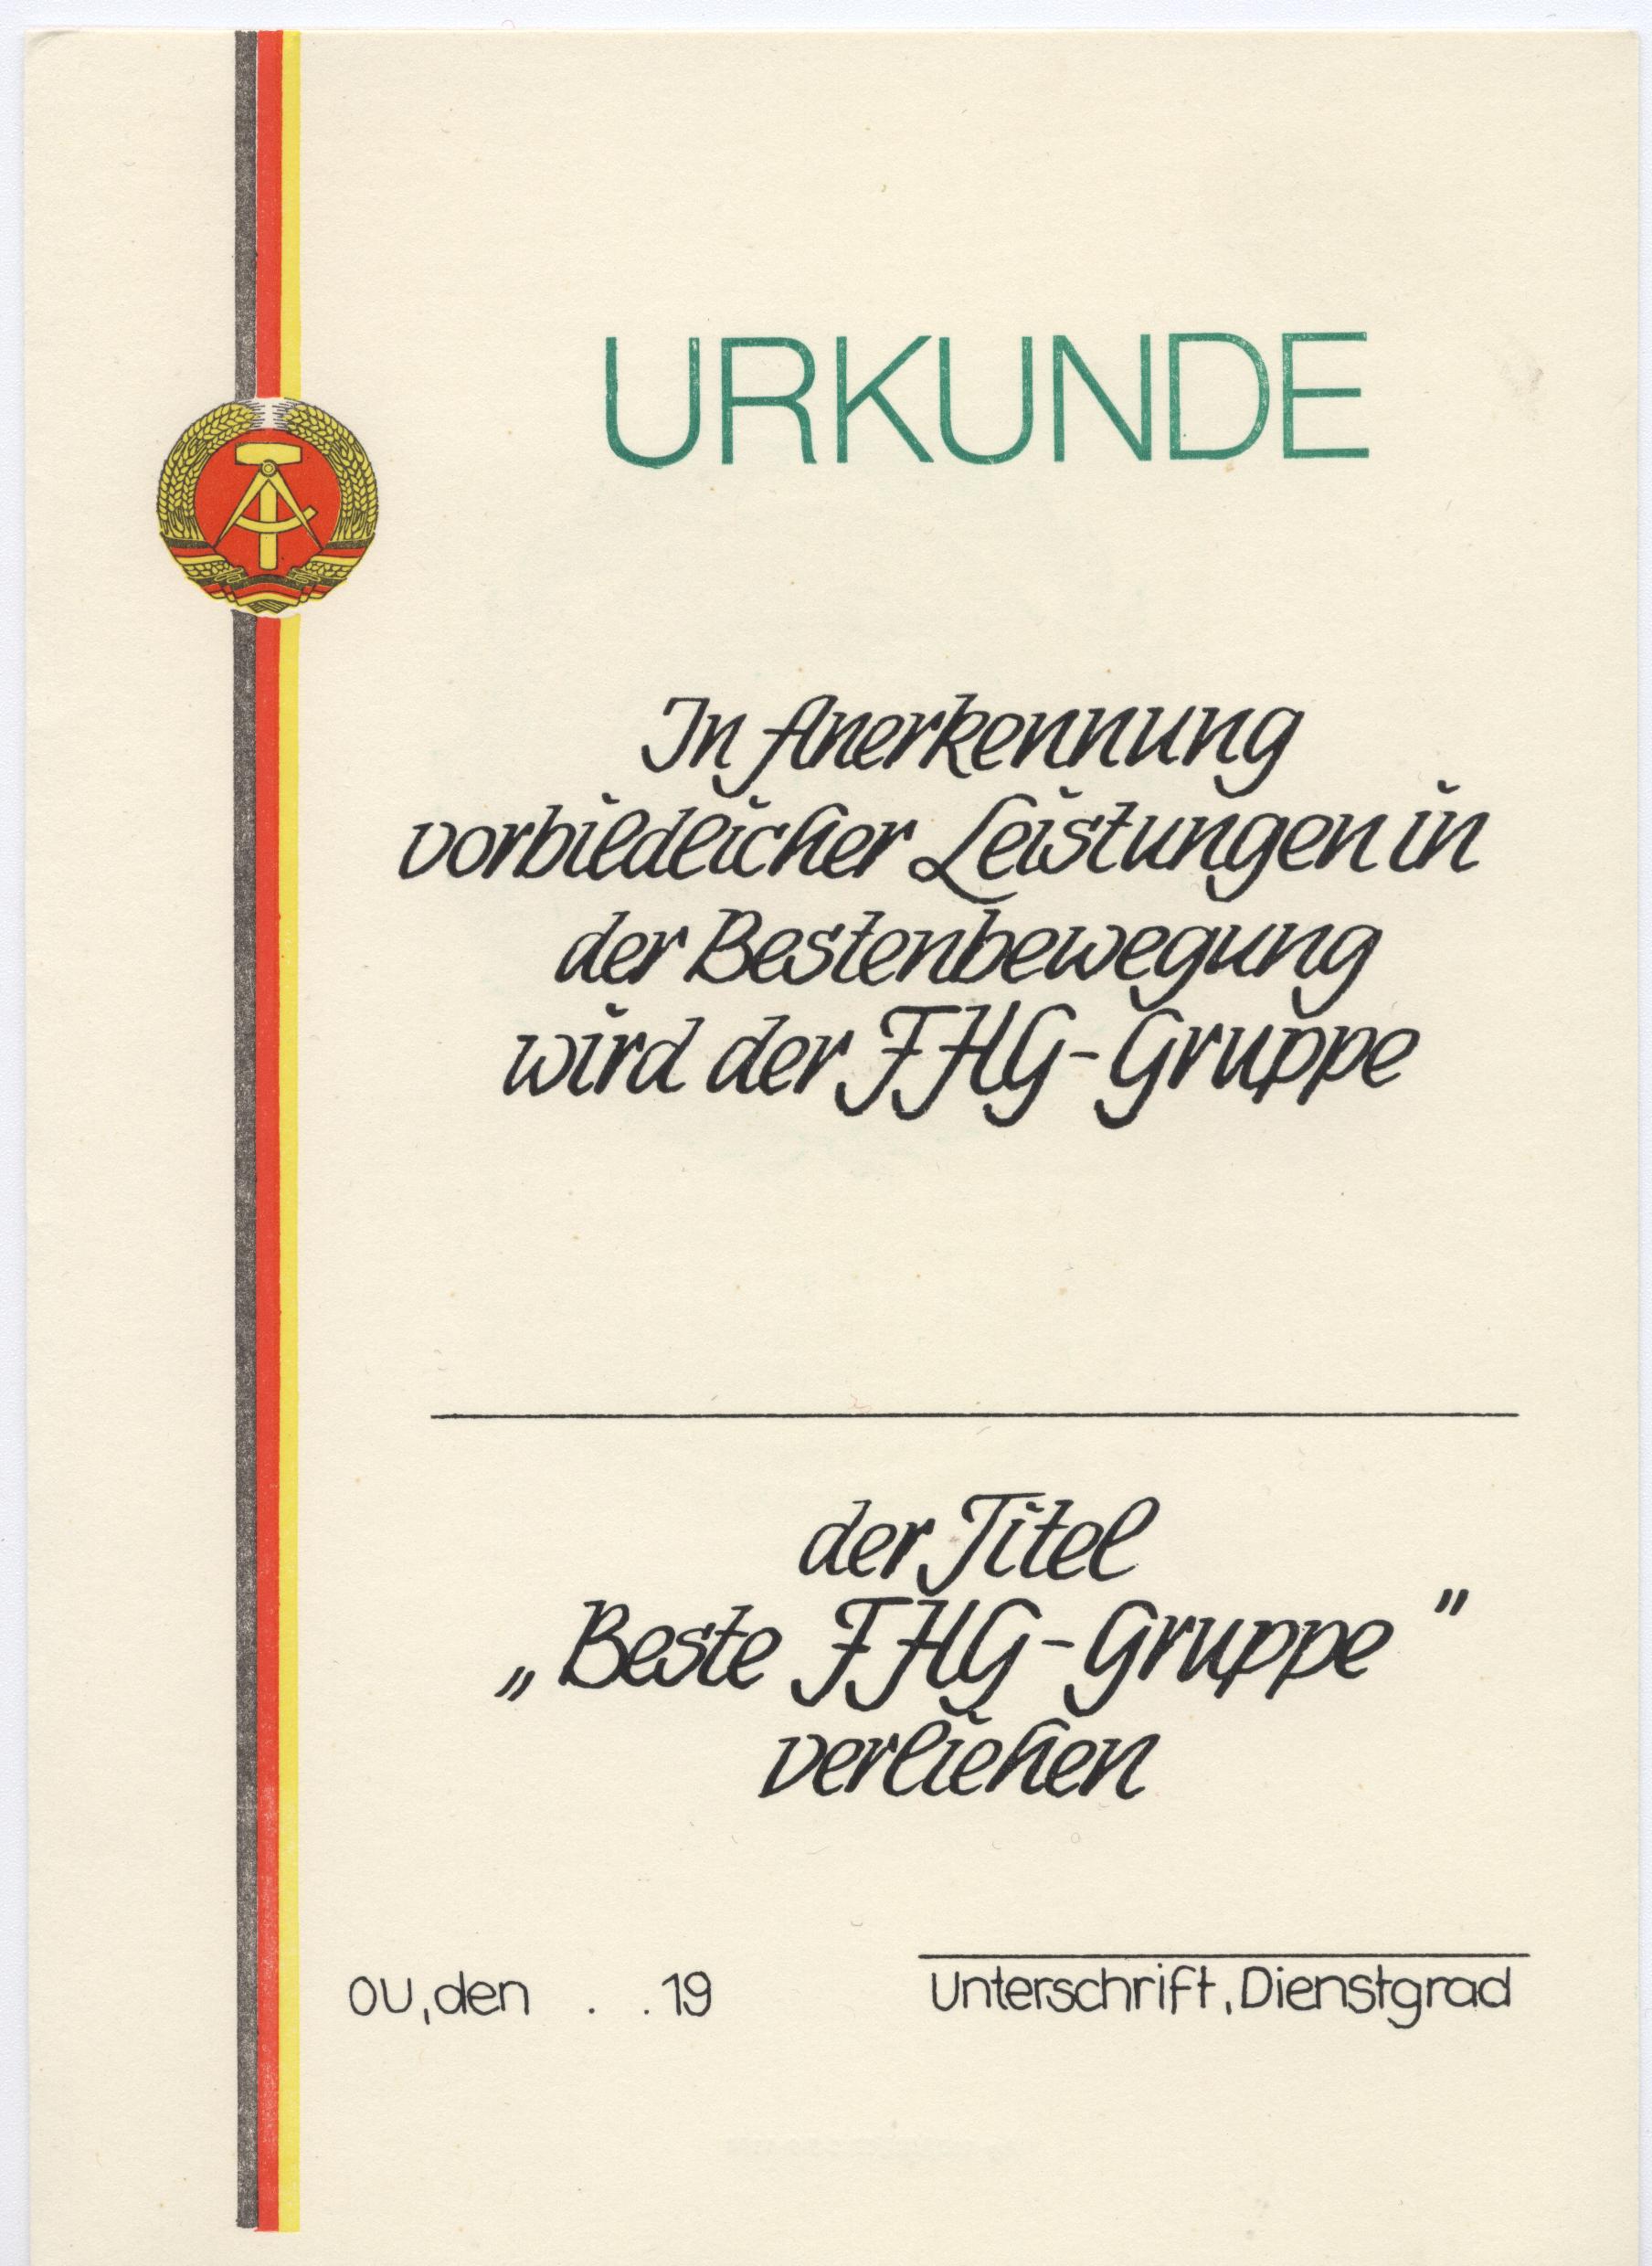 URKUNDE
In Anerkennung
vorbildlicher Leistungen in
der Bestenbewegung
wird der FHG-Gruppe
der Titel
„Beste FHG-Gruppe"
verliehen
OU, den . . 19
Unterschrift, Dienstgrad